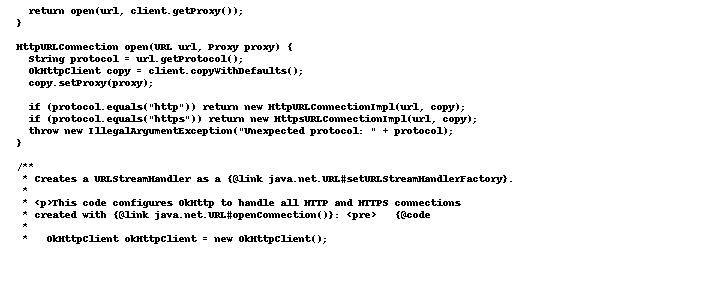 return open(url, client.getProxy());
}
HttpURLConnection open(URL url, Proxy proxy) {
String protocol = url.getProtocol();
OkHttpClient copy = client.copyWithDefaults();
copy.setProxy(proxy);
if (protocol.equals("http")) return new HttpURLConnectionImpl(url, copy);
if (protocol.equals("https")) return new HttpsURLConnectionImpl(url, copy);
throw new IllegalArgumentException("Unexpected protocol: " + protocol);
}
/**
* Creates a URLStreamHandler as a {@link java.net.URL#setURLStreamHandlerFactory}.
*
* <p>This code configures OkHttp to handle all HTTP and HTTPS connections
* created with {@link java.net.URL#openConnection()}: <pre>   {@code
*
*   OkHttpClient okHttpClient = new OkHttpClient();